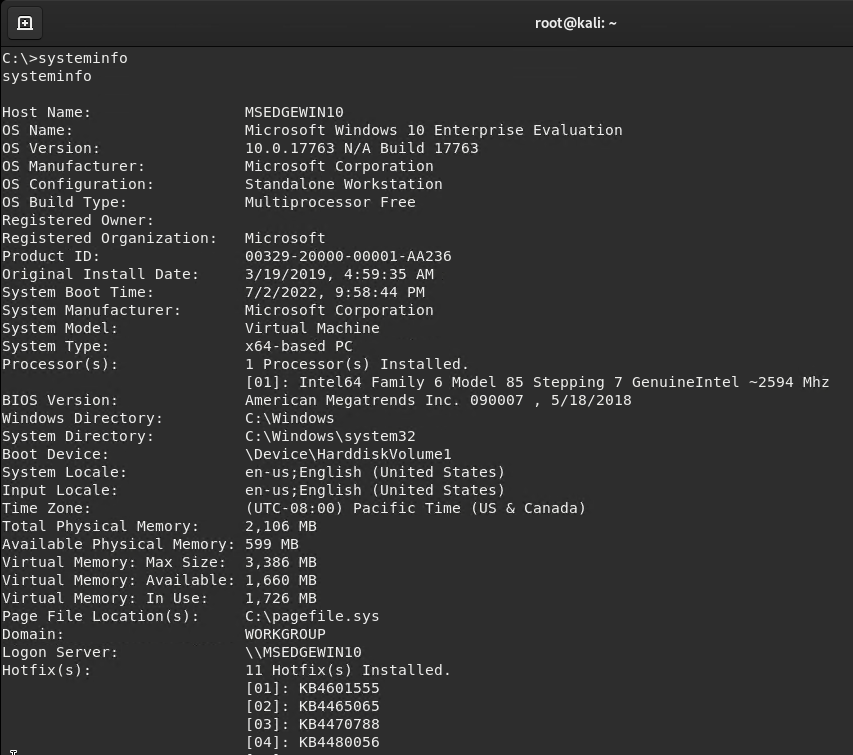 root@kali: ~
C:\>systeminfo
systeminfo
Host Name: MSEDGEWIN10
OS Name: Microsoft Windows 10 Enterprise Evaluation
OS Version: 10.0.17763 N/A Build 17763
OS Manufacturer: Microsoft Corporation
OS Configuration: Standalone Workstation
OS Build Type: Multiprocessor Free
Registered Owner:
Registered Organization: Microsoft
Product ID: 00329-20000-00001-AA236
Original Install Date: 3/19/2019, 4:59:35 AM
System Boot Time: 7/2/2022, 9:58:44 PM
System Manufacturer: Microsoft Corporation
System Model: Virtual Machine
System Type: x64-based PC
Processor(s): 1 Processor(s) Installed.
[01]: Intel64 Family 6 Model 85 Stepping 7 GenuineIntel ~2594 Mhz
BIOS Version: American Megatrends Inc. 090007 , 5/18/2018
Windows Directory: C:\Windows
System Directory: C:\Windows\system32
Boot Device: \Device\HarddiskVolume1
System Locale: en-us;English (United States)
Input Locale: en-us;English (United States)
Time Zone: (UTC-08:00) Pacific Time (US & Canada)
Total Physical Memory: 2,106 MB
Available Physical Memory: 599 MB
Virtual Memory: Max Size: 3,386 MB
Virtual Memory: Available: 1,660 MB
Virtual Memory: In Use: 1,726 MB
Page File Location(s): C:\pagefile.sys
Domain: WORKGROUP
Logon Server: \\MSEDGEWIN10
Hotfix(s): 11 Hotfix(s) Installed.
[01]: KB4601555
[02]: KB4465065
[03]: KB4470788
[04]: KB4480056